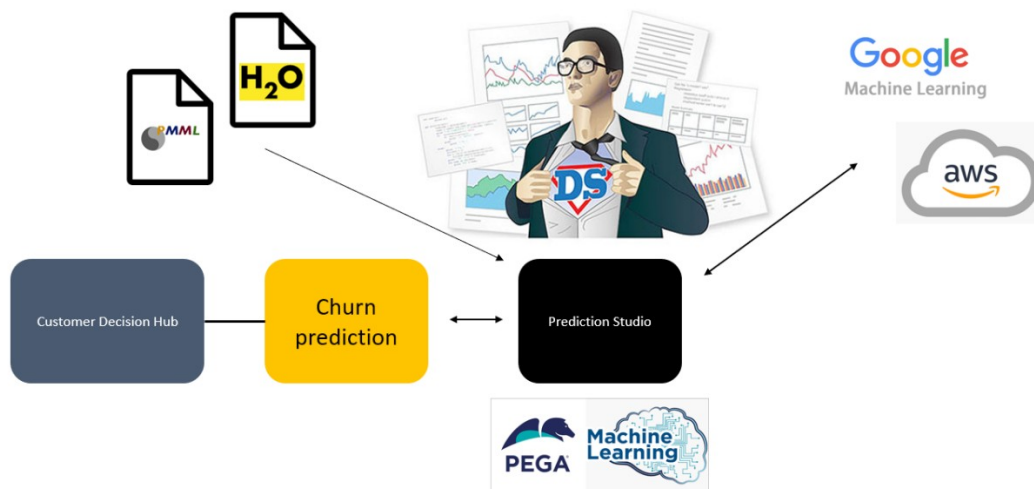 PMML
H2O
DS
Google
Machine Learning
aws
Customer Decision Hub
Churn
prediction
Prediction Studio
PEGA
Machine
Learning